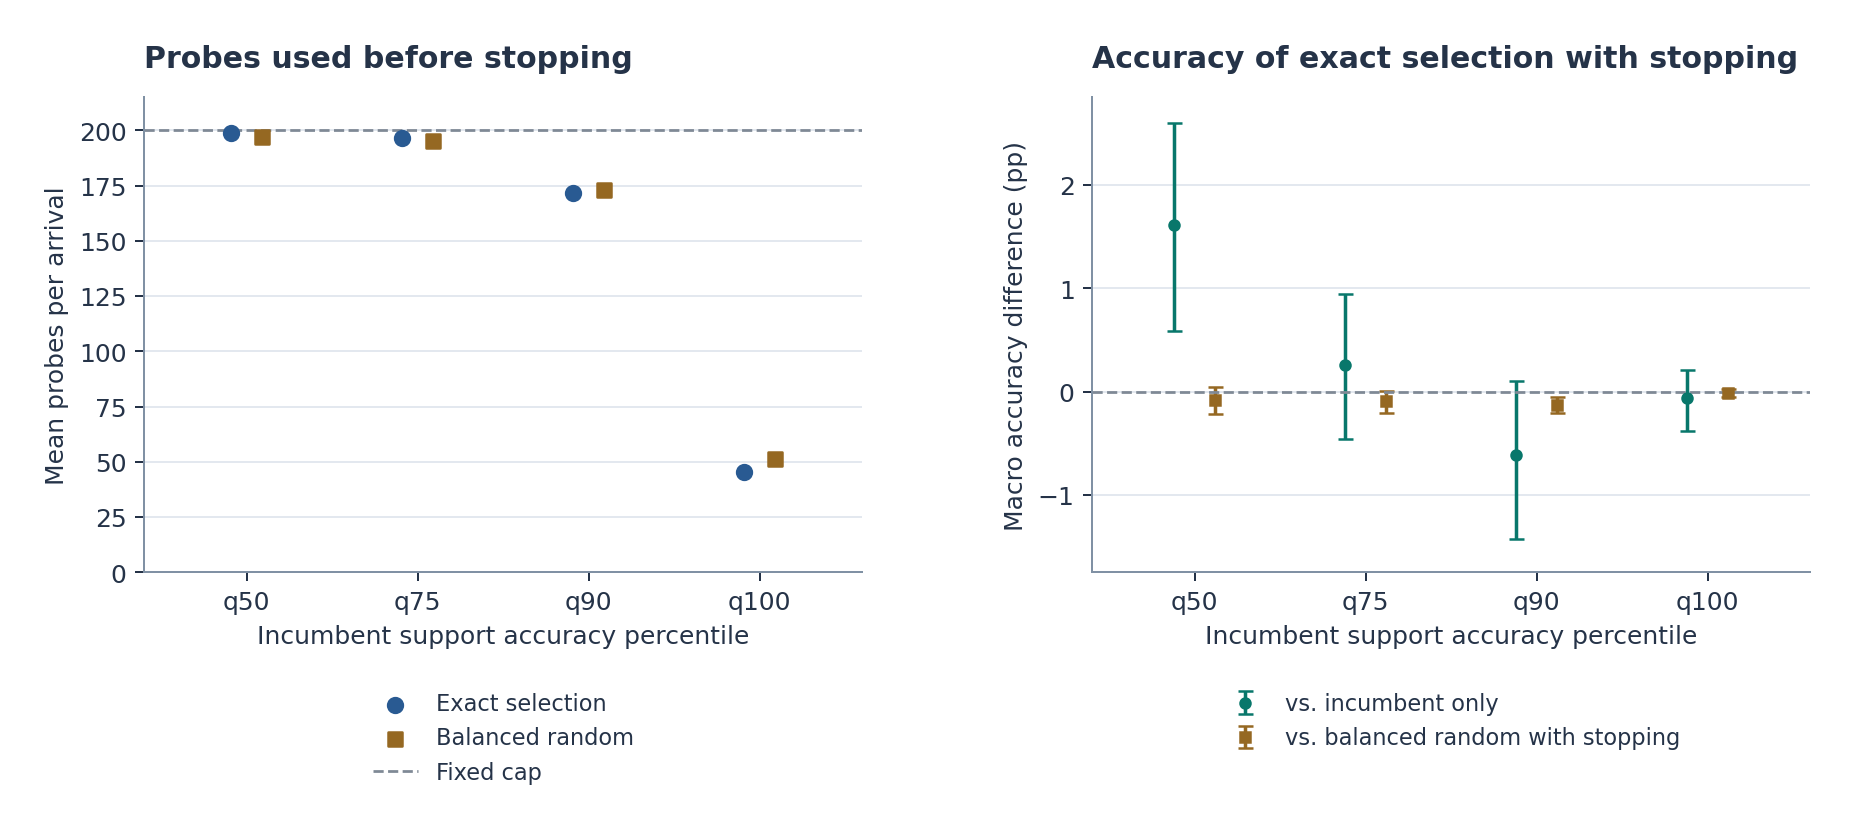 Probes used before stopping
Mean probes per arrival
200
175
150
125
100
75
50
25
0
q50 q75 q90 q100
Incumbent support accuracy percentile
Exact selection
Balanced random
Fixed cap
Accuracy of exact selection with stopping
Macro accuracy difference (pp)
2
1
0
−1
q50 q75 q90 q100
Incumbent support accuracy percentile
vs. incumbent only
vs. balanced random with stopping